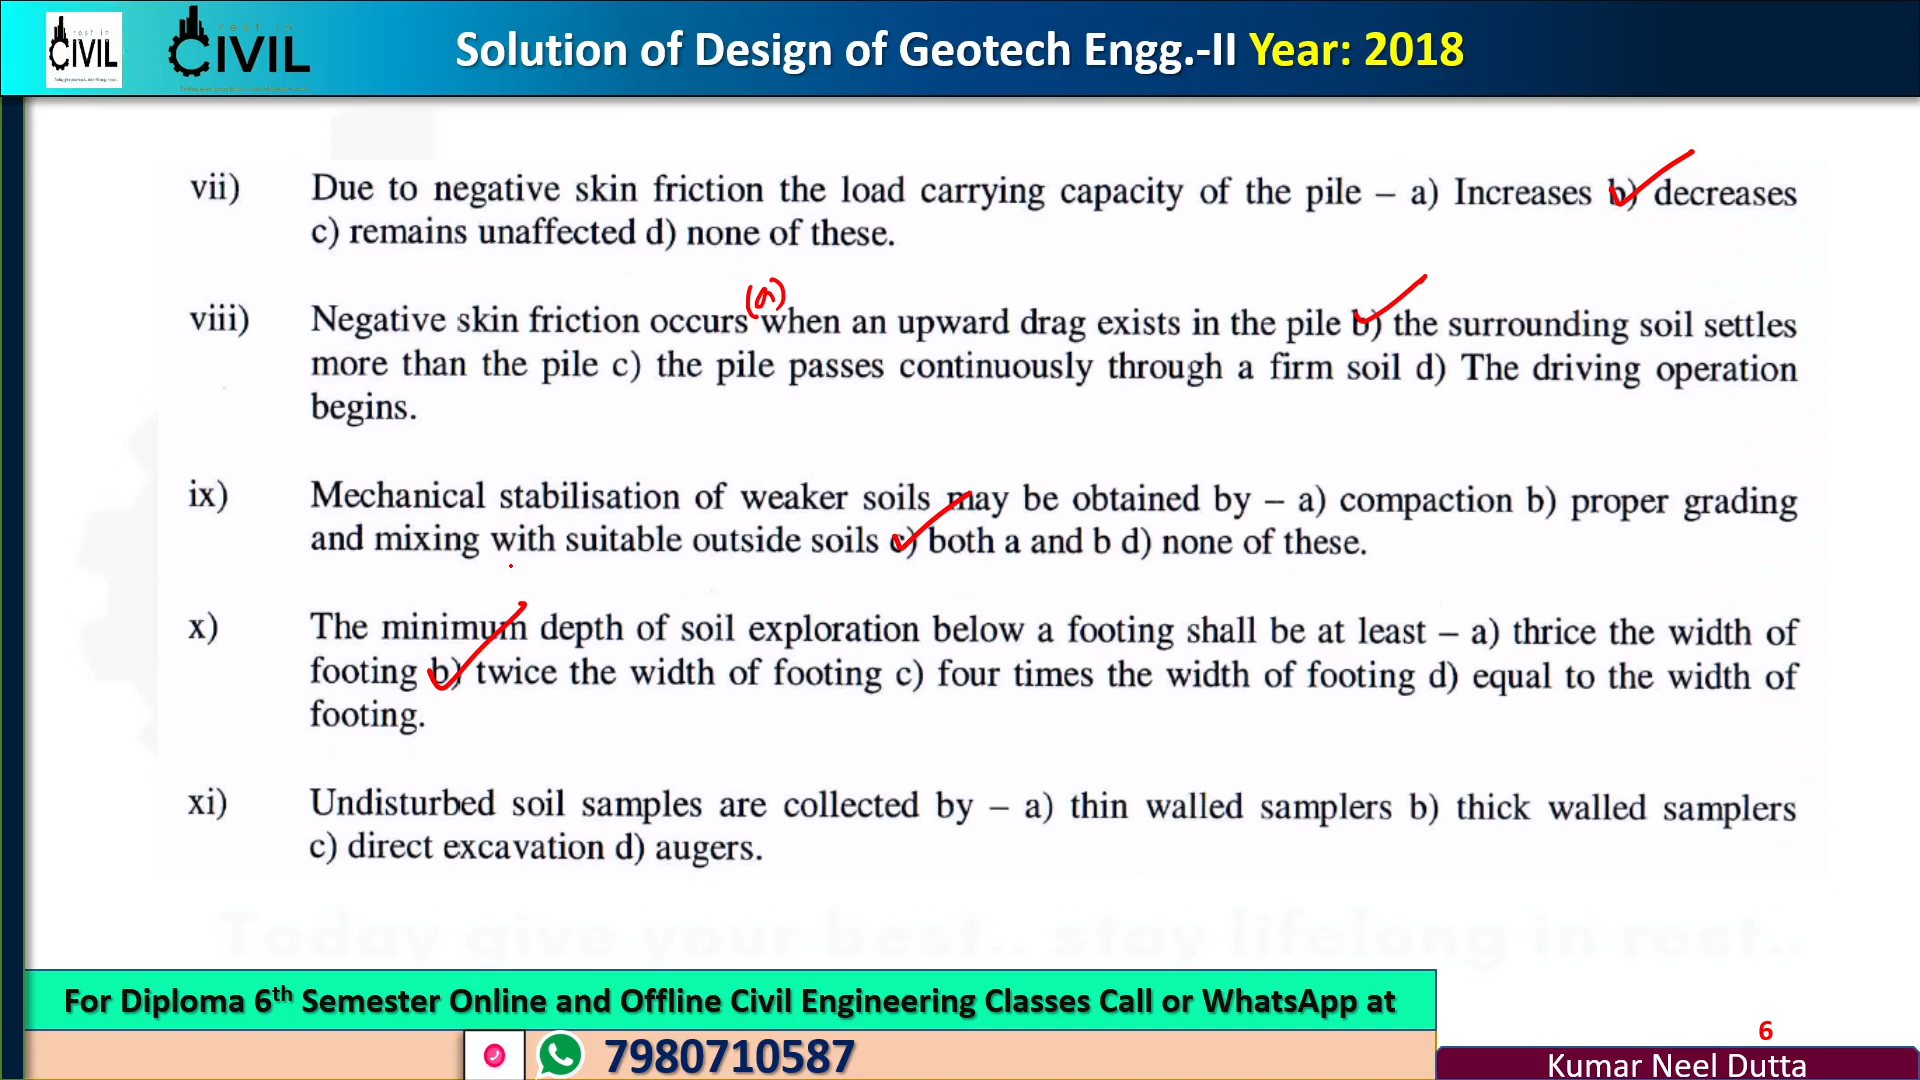 rest in
CIVIL
rest in
CIVIL
Solution of Design of Geotech Engg.-II Year: 2018
vii) Due to negative skin friction the load carrying capacity of the pile – a) Increases b) decreases
c) remains unaffected d) none of these.
(a)
viii) Negative skin friction occurs when an upward drag exists in the pile b) the surrounding soil settles
more than the pile c) the pile passes continuously through a firm soil d) The driving operation
begins.
ix) Mechanical stabilisation of weaker soils may be obtained by – a) compaction b) proper grading
and mixing with suitable outside soils c) both a and b d) none of these.
x) The minimum depth of soil exploration below a footing shall be at least – a) thrice the width of
footing b) twice the width of footing c) four times the width of footing d) equal to the width of
footing.
xi) Undisturbed soil samples are collected by – a) thin walled samplers b) thick walled samplers
c) direct excavation d) augers.
Today give your best.. stay lifelong in rest..
For Diploma 6th Semester Online and Offline Civil Engineering Classes Call or WhatsApp at
7980710587
6
Kumar Neel Dutta